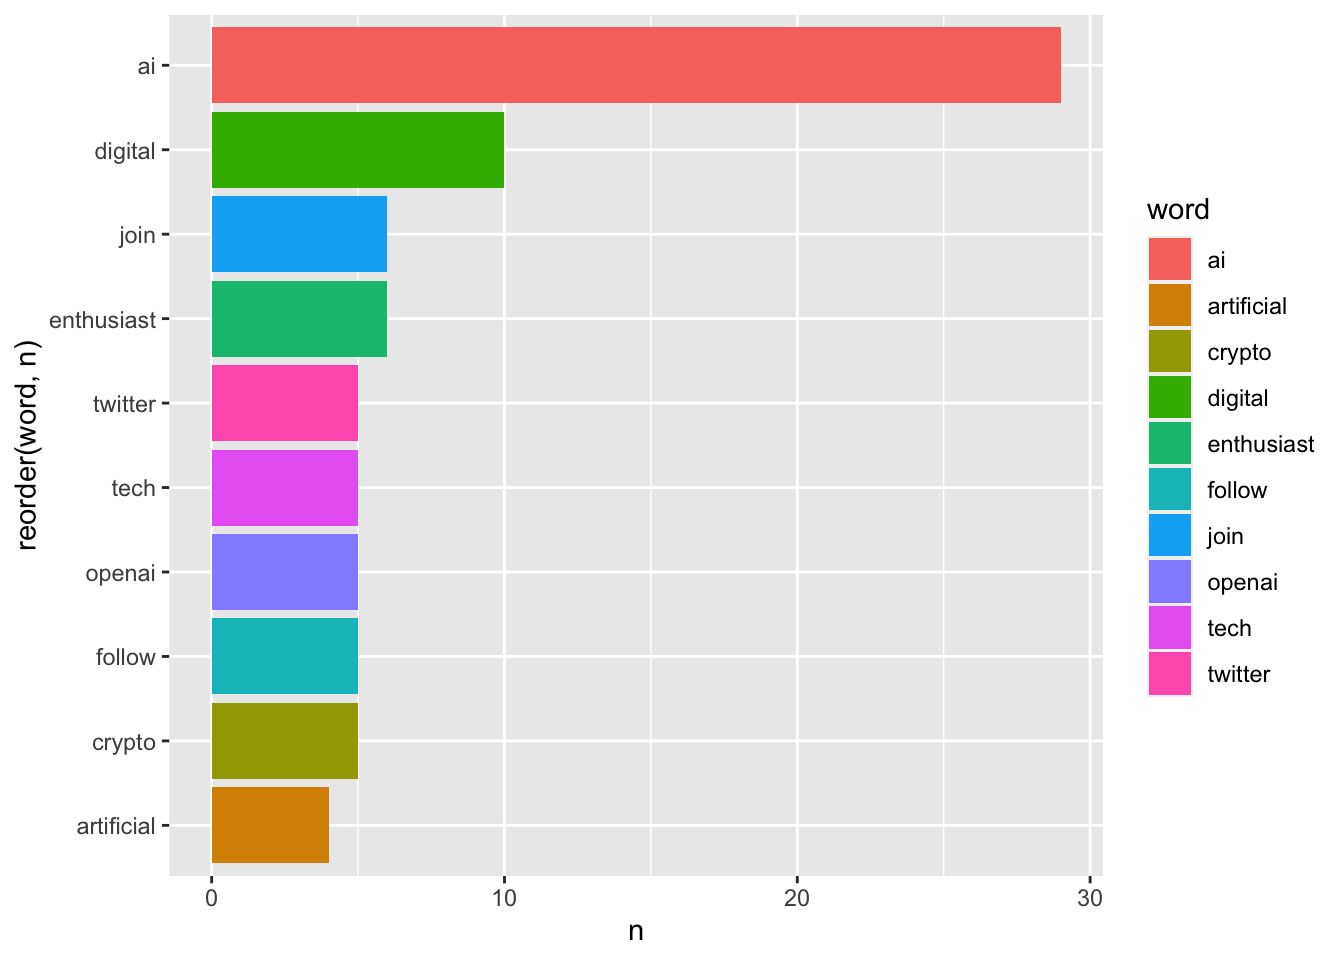 reorder(word, n)
ai
digital
join
enthusiast
twitter
tech
openai
follow
crypto
artificial
0 10 20 30
n
word
ai
artificial
crypto
digital
enthusiast
follow
join
openai
tech
twitter